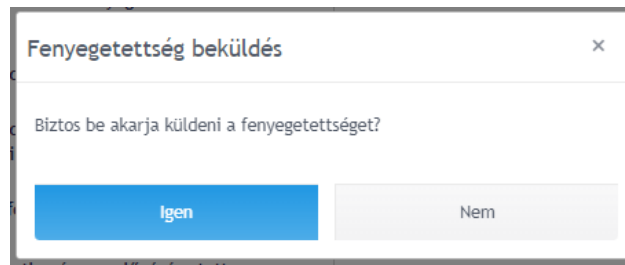 Fenyegetettség beküldés
×
Biztos be akarja küldeni a fenyegetettséget?
Igen
Nem